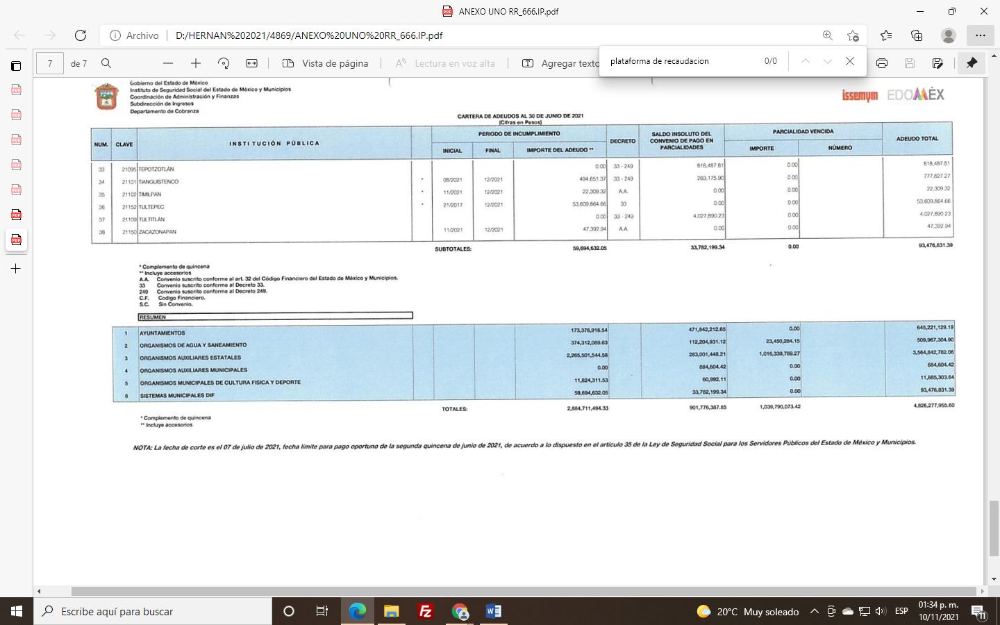 ANEXO UNO RR_666.IP.pdf
Archivo D:/HERNAN%202021/4869/ANEXO%20UNO%20RR_666.IP.pdf
7 de 7 Vista de página Lectura en voz alta Agregar texto
plataforma de recaudacion 0/0
Gobierno del Estado de México
Instituto de Seguridad Social del Estado de México y Municipios
Coordinación de Administración y Finanzas
Subdirección de Ingresos
Departamento de Cobranza
issemym EDOMÉX
CARTERA DE ADEUDOS AL 30 DE JUNIO DE 2021
(Cifras en Pesos)
NUM. CLAVE INSTITUCIÓN PÚBLICA PERIODO DE INCUMPLIMIENTO DECRETO SALDO INSOLUTO DEL CONVENIO DE PAGO EN PARCIALIDADES PARCIALIDAD VENCIDA ADEUDO TOTAL
INICIAL FINAL IMPORTE DEL ADEUDO ** IMPORTE NÚMERO
33 21095 TEPOTZOTLÁN 0.00 33 - 249 818,487.81 0.00 818,487.81
34 21101 TIANGUISTENCO * 08/2021 12/2021 494,651.37 33 - 249 283,175.90 0.00 777,827.27
35 21102 TIMILPAN * 11/2021 12/2021 22,309.32 A.A. 0.00 0.00 22,309.32
36 21152 TULTEPEC * 21/2017 12/2021 53,609,864.66 33 0.00 0.00 53,609,864.66
37 21109 TULTITLÁN 0.00 33 - 249 4,027,890.23 0.00 4,027,890.23
38 21150 ZACAZONAPAN 11/2021 12/2021 47,392.94 A.A. 0.00 0.00 47,392.94
SUBTOTALES: 59,694,632.05 33,782,199.34 0.00 93,476,831.39
* Complemento de quincena
** Incluye accesorios
A.A. Convenio suscrito conforme al art. 32 del Código Financiero del Estado de México y Municipios.
33 Convenio suscrito conforme al Decreto 33.
249 Convenio suscrito conforme al Decreto 249.
C.F. Codigo Financiero.
S.C. Sin Convenio.
RESUMEN
1 AYUNTAMIENTOS 173,378,916.54 471,842,212.65 0.00 645,221,129.19
2 ORGANISMOS DE AGUA Y SANEAMIENTO 374,312,089.63 112,204,931.12 23,450,284.15 509,967,304.90
3 ORGANISMOS AUXILIARES ESTATALES 2,265,501,544.58 283,001,448.21 1,016,339,789.27 3,564,842,782.06
4 ORGANISMOS AUXILIARES MUNICIPALES 0.00 884,604.42 0.00 884,604.42
5 ORGANISMOS MUNICIPALES DE CULTURA FISICA Y DEPORTE 11,824,311.53 60,992.11 0.00 11,885,303.64
6 SISTEMAS MUNICIPALES DIF 59,694,632.05 33,782,199.34 0.00 93,476,831.39
TOTALES: 2,884,711,494.33 901,776,387.85 1,039,790,073.42 4,826,277,955.60
* Complemento de quincena
** Incluye accesorios
NOTA: La fecha de corte es el 07 de julio de 2021, fecha límite para pago oportuno de la segunda quincena de junio de 2021, de acuerdo a lo dispuesto en el artículo 35 de la Ley de Seguridad Social para los Servidores Públicos del Estado de México y Municipios.
Escribe aquí para buscar 20°C Muy soleado ESP 01:34 p. m.
10/11/2021 11